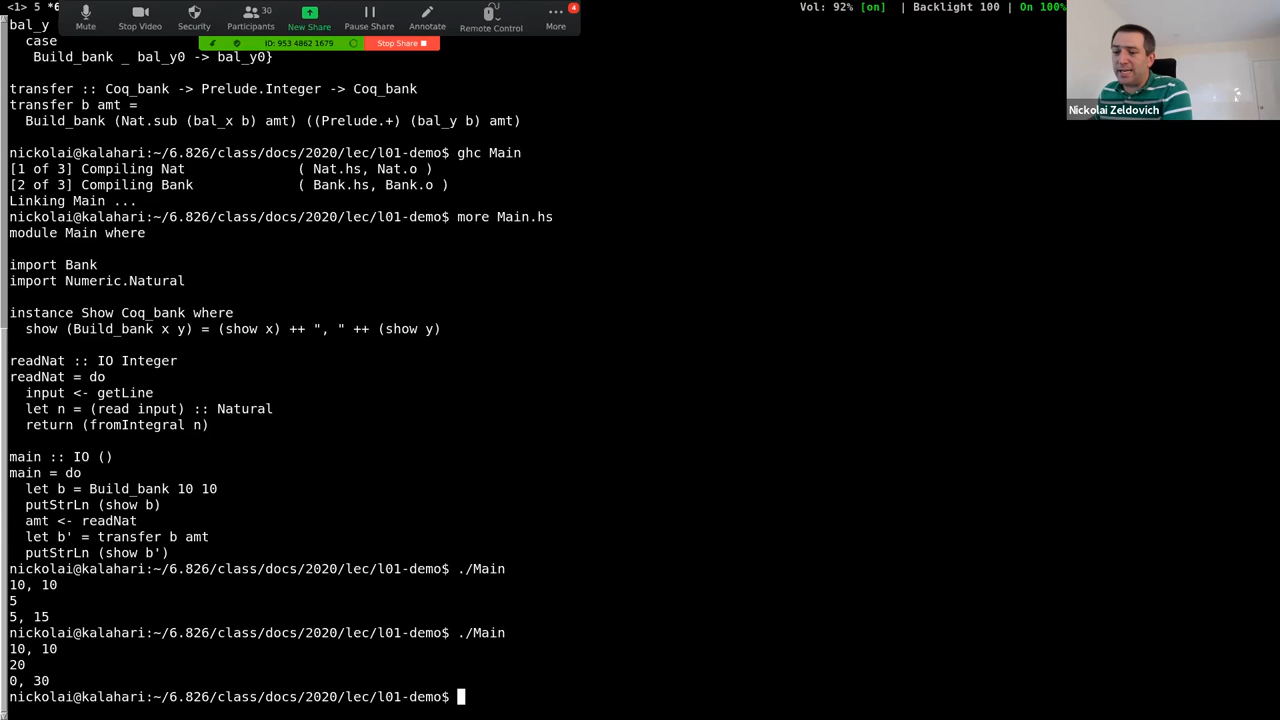 <1> 5 *6
Vol: 92% [on] | Backlight 100 | On 100%
Mute
Stop Video
Security
30
Participants
New Share
Pause Share
Annotate
Remote Control
4
More
ID: 953 4862 1679
Stop Share
Nickolai Zeldovich
bal_y
case
Build_bank _ bal_y0 -> bal_y0}
transfer :: Coq_bank -> Prelude.Integer -> Coq_bank
transfer b amt =
Build_bank (Nat.sub (bal_x b) amt) ((Prelude.+) (bal_y b) amt)
nickolai@kalahari:~/6.826/class/docs/2020/lec/l01-demo$ ghc Main
[1 of 3] Compiling Nat ( Nat.hs, Nat.o )
[2 of 3] Compiling Bank ( Bank.hs, Bank.o )
Linking Main ...
nickolai@kalahari:~/6.826/class/docs/2020/lec/l01-demo$ more Main.hs
module Main where
import Bank
import Numeric.Natural
instance Show Coq_bank where
show (Build_bank x y) = (show x) ++ ", " ++ (show y)
readNat :: IO Integer
readNat = do
input <- getLine
let n = (read input) :: Natural
return (fromIntegral n)
main :: IO ()
main = do
let b = Build_bank 10 10
putStrLn (show b)
amt <- readNat
let b' = transfer b amt
putStrLn (show b')
nickolai@kalahari:~/6.826/class/docs/2020/lec/l01-demo$ ./Main
10, 10
5
5, 15
nickolai@kalahari:~/6.826/class/docs/2020/lec/l01-demo$ ./Main
10, 10
20
0, 30
nickolai@kalahari:~/6.826/class/docs/2020/lec/l01-demo$